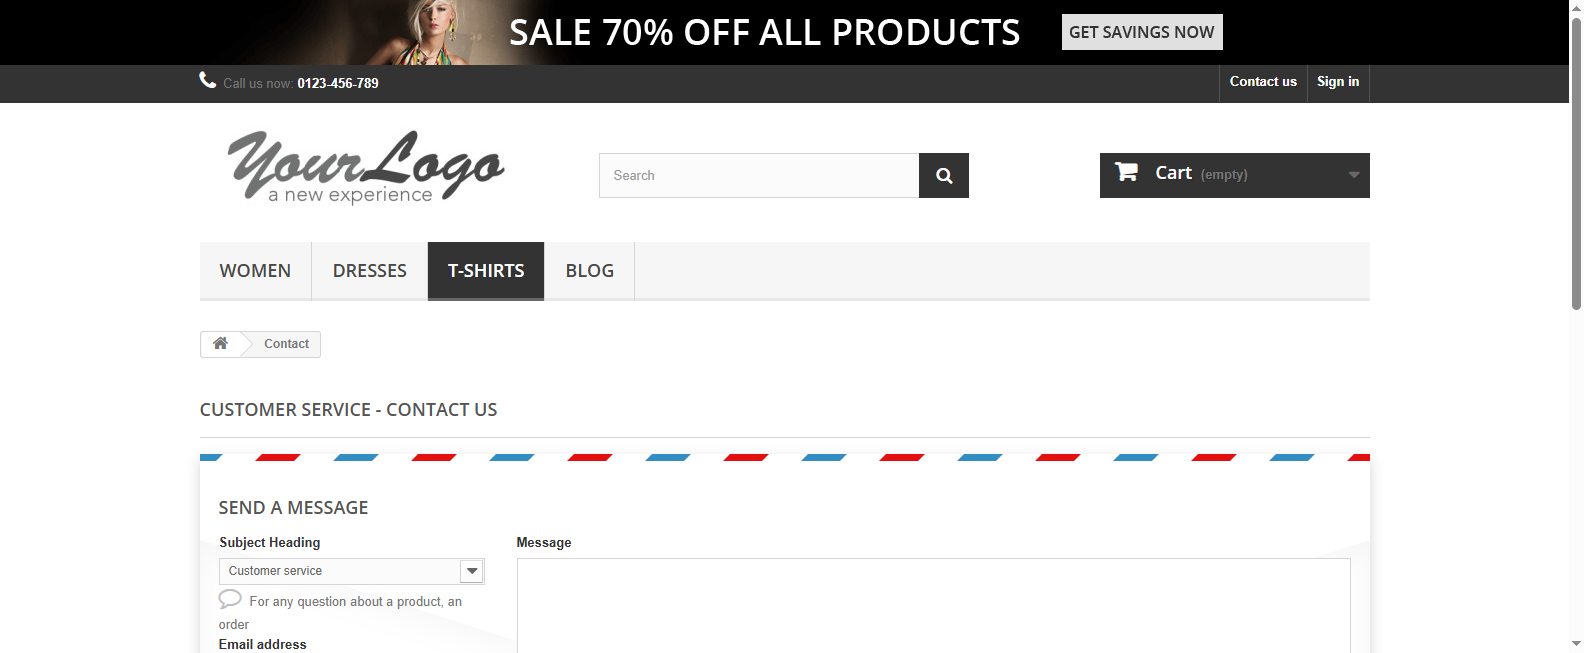 SALE 70% OFF ALL PRODUCTS GET SAVINGS NOW
Call us now: 0123-456-789 Contact us Sign in
YourLogo
a new experience
Search
Cart (empty)
WOMEN DRESSES T-SHIRTS BLOG
Contact
CUSTOMER SERVICE - CONTACT US
SEND A MESSAGE
Subject Heading
Customer service
For any question about a product, an
order
Email address
Message